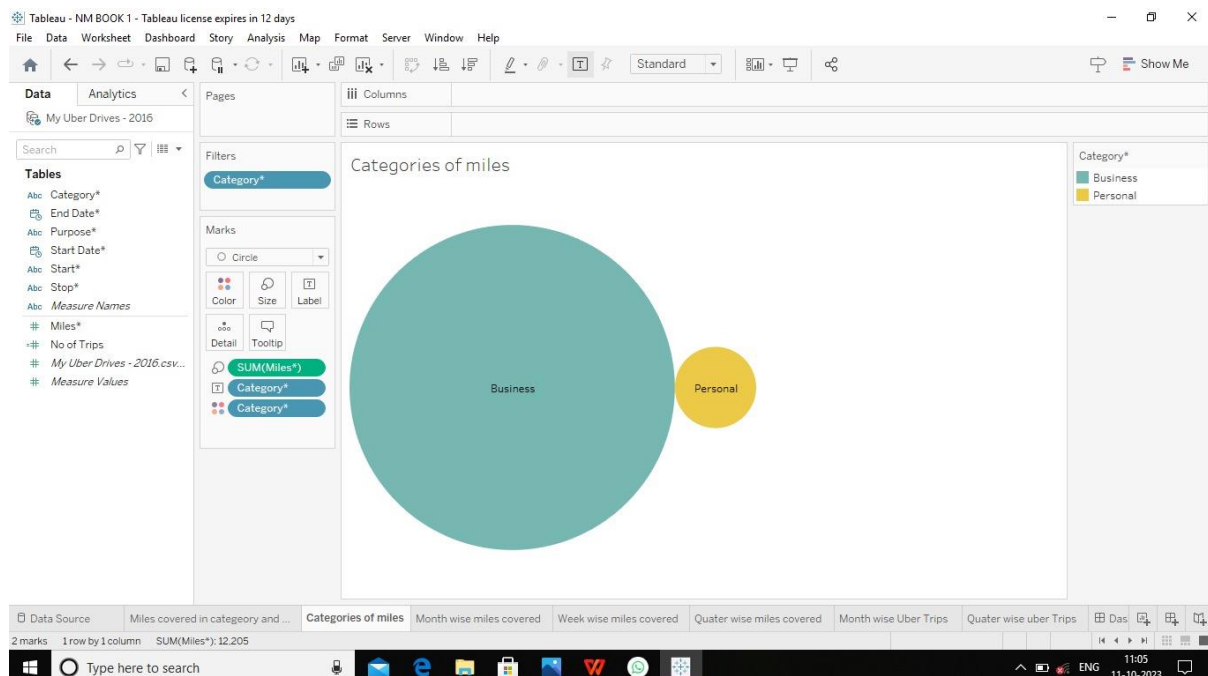 Tableau - NM BOOK 1 - Tableau license expires in 12 days
File Data Worksheet Dashboard Story Analysis Map Format Server Window Help
Standard
Show Me
Data Analytics
My Uber Drives - 2016
Search
Tables
Abc Category*
End Date*
Abc Purpose*
Start Date*
Abc Start*
Abc Stop*
Abc Measure Names
# Miles*
=# No of Trips
# My Uber Drives - 2016.csv...
# Measure Values
Pages
Filters
Category*
Marks
Circle
Color Size Label
Detail Tooltip
SUM(Miles*)
Category*
Category*
Columns
Rows
Categories of miles
Business
Personal
Category*
Business
Personal
Data Source Miles covered in categeory and ... Categories of miles Month wise miles covered Week wise miles covered Quater wise miles covered Month wise Uber Trips Quater wise uber Trips Das
2 marks 1 row by 1 column SUM(Miles*): 12,205
Type here to search
ENG
11:05
11-10-2023